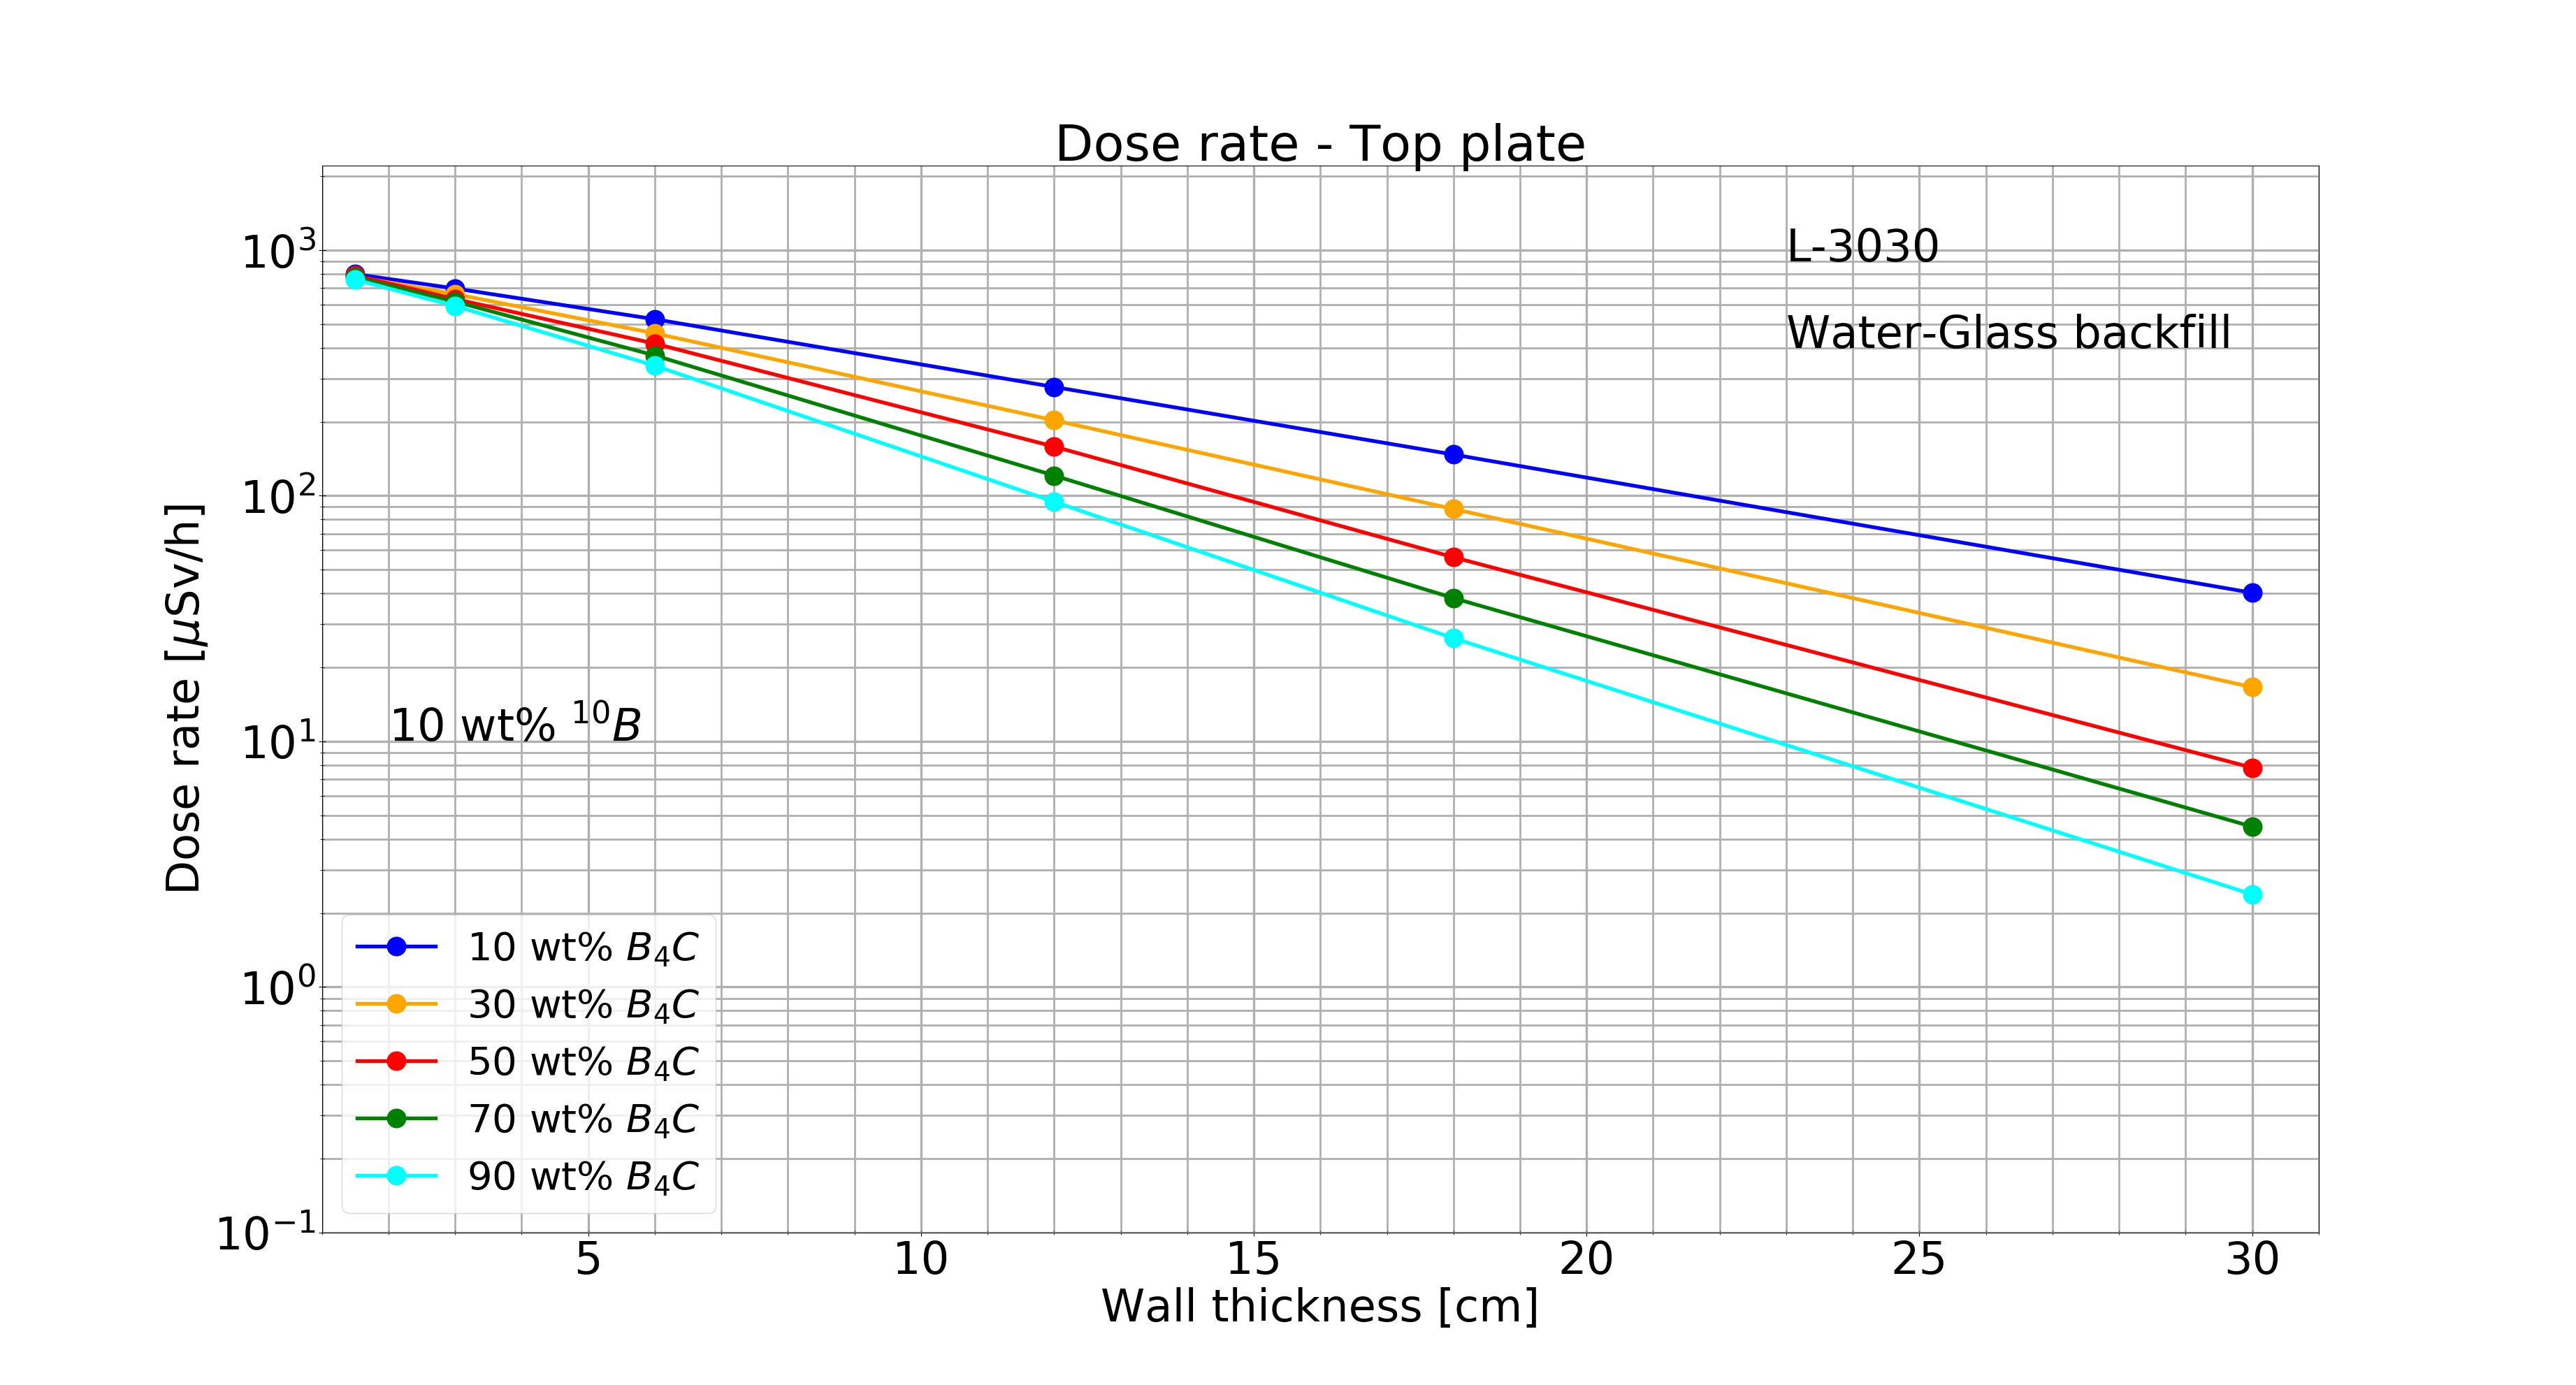 Dose rate - Top plate
L-3030
Water-Glass backfill
10 wt% ¹⁰B
Dose rate [μSv/h]
10³
10²
10¹
10⁰
10⁻¹
10 wt% B₄C
30 wt% B₄C
50 wt% B₄C
70 wt% B₄C
90 wt% B₄C
5 10 15 20 25 30
Wall thickness [cm]